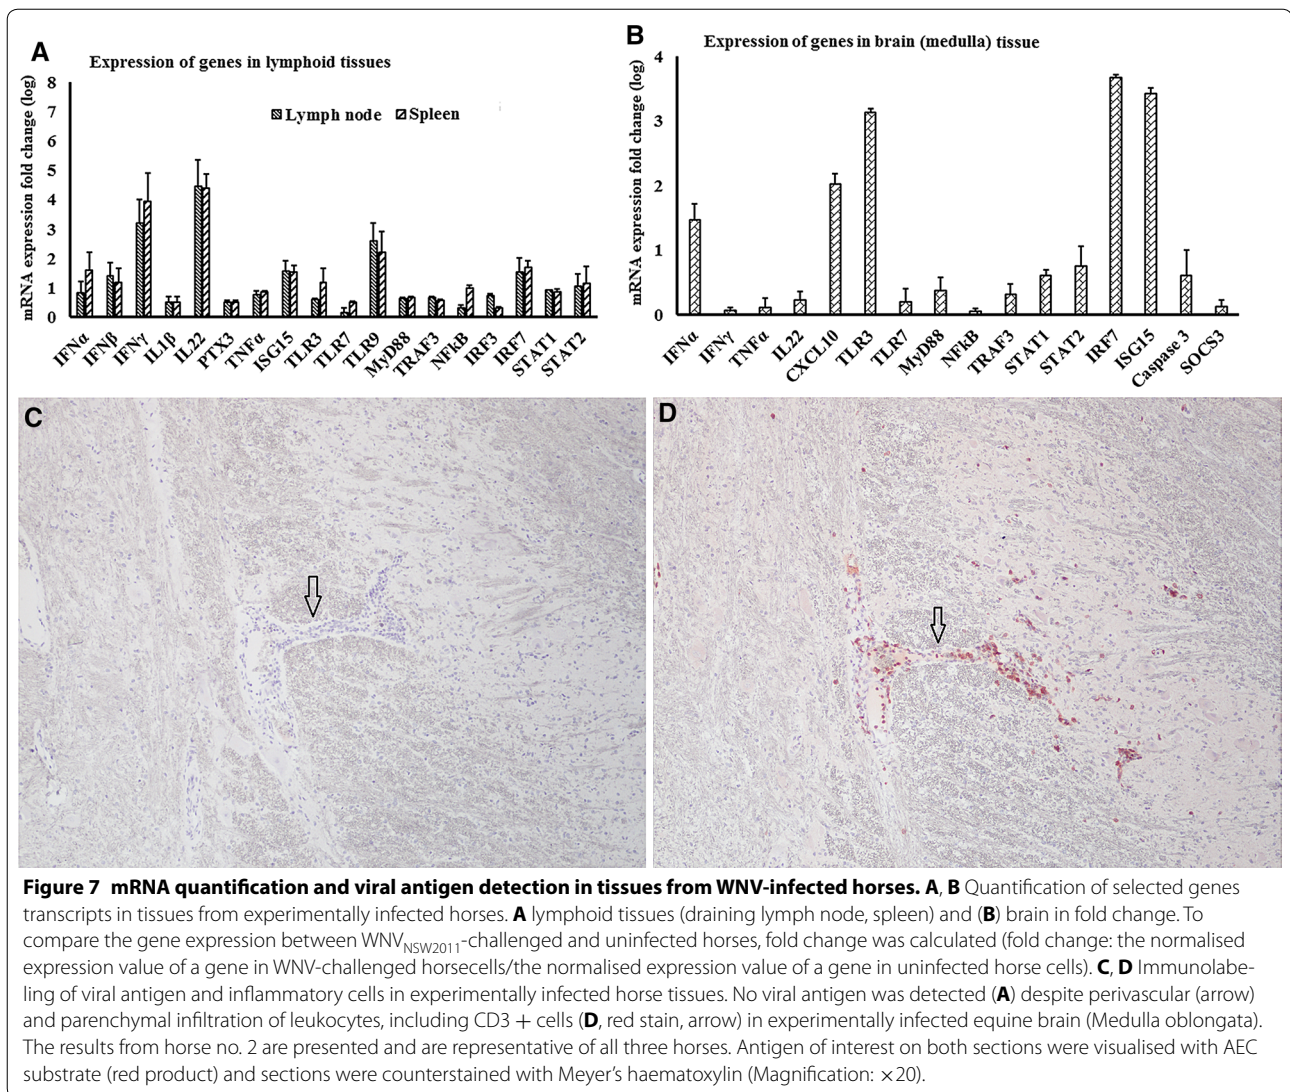 A
Expression of genes in lymphoid tissues
mRNA expression fold change (log)
8
7
6
5
4
3
2
1
0
Lymph node
Spleen
IFNα
IFNβ
IFNγ
IL1β
IL22
PTX3
TNFα
ISG15
TLR3
TLR7
TLR9
MyD88
TRAF3
NFkB
IRF3
IRF7
STAT1
STAT2
B
Expression of genes in brain (medulla) tissue
mRNA expression fold change (log)
4
3
2
1
0
IFNα
IFNγ
TNFα
IL22
CXCL10
TLR3
TLR7
MyD88
NFkB
TRAF3
STAT1
STAT2
IRF7
ISG15
Caspase 3
SOCS3
C
D
Figure 7 mRNA quantification and viral antigen detection in tissues from WNV-infected horses. A, B Quantification of selected genes
transcripts in tissues from experimentally infected horses. A lymphoid tissues (draining lymph node, spleen) and (B) brain in fold change. To
compare the gene expression between WNVNSW2011-challenged and uninfected horses, fold change was calculated (fold change: the normalised
expression value of a gene in WNV-challenged horsecells/the normalised expression value of a gene in uninfected horse cells). C, D Immunolabe-
ling of viral antigen and inflammatory cells in experimentally infected horse tissues. No viral antigen was detected (A) despite perivascular (arrow)
and parenchymal infiltration of leukocytes, including CD3 + cells (D, red stain, arrow) in experimentally infected equine brain (Medulla oblongata).
The results from horse no. 2 are presented and are representative of all three horses. Antigen of interest on both sections were visualised with AEC
substrate (red product) and sections were counterstained with Meyer's haematoxylin (Magnification: ×20).